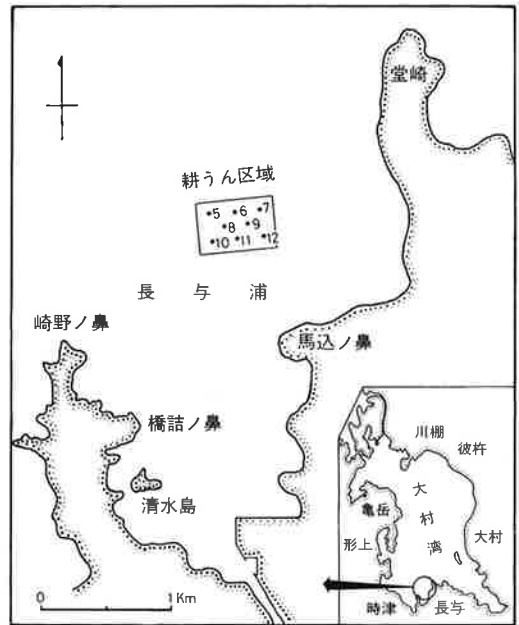 堂崎
耕うん区域
5 6 7
8 9
10 11 12
長与浦
崎野ノ鼻
馬込ノ鼻
橋詰ノ鼻
清水島
0 1Km
川棚
彼杵
大村湾
亀岳
形上
大村
時津
長与